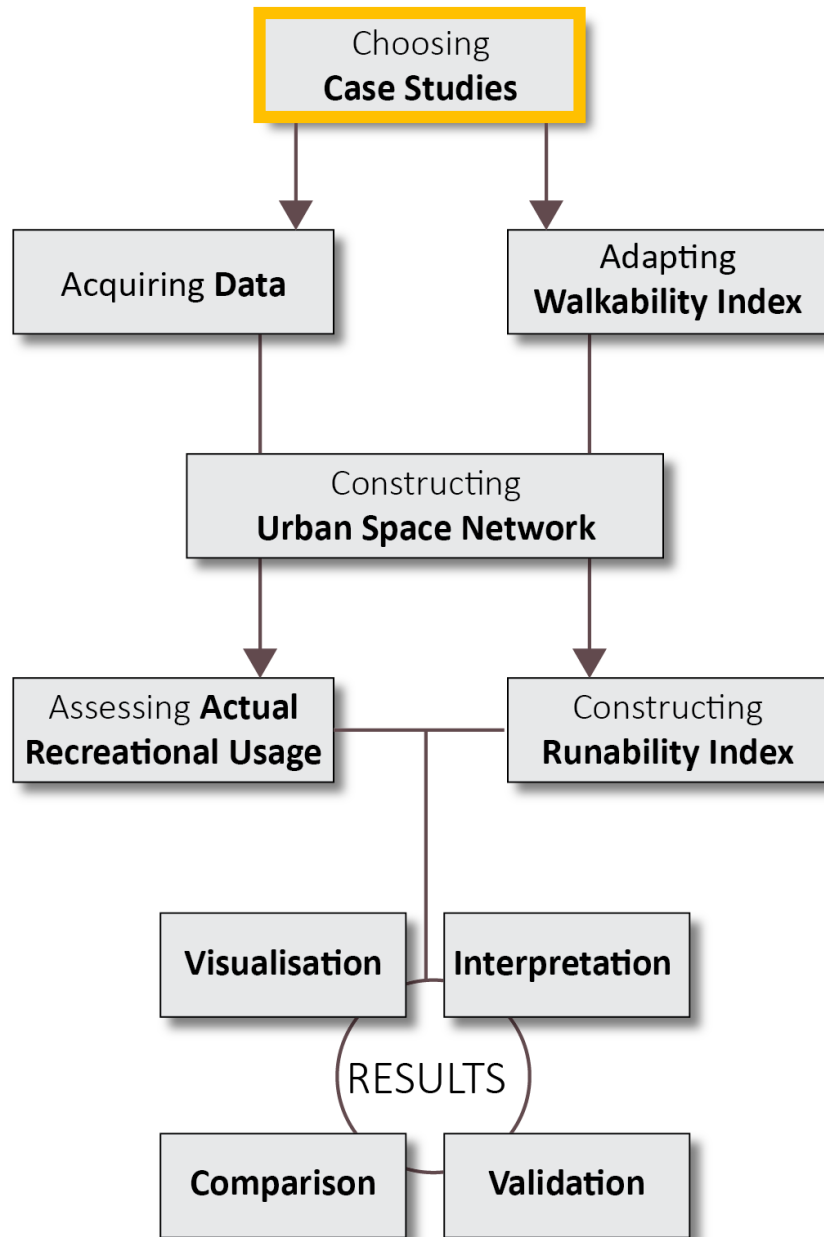 Choosing
Case Studies
Acquiring Data
Adapting
Walkability Index
Constructing
Urban Space Network
Assessing Actual
Recreational Usage
Constructing
Runability Index
Visualisation
Interpretation
RESULTS
Comparison
Validation